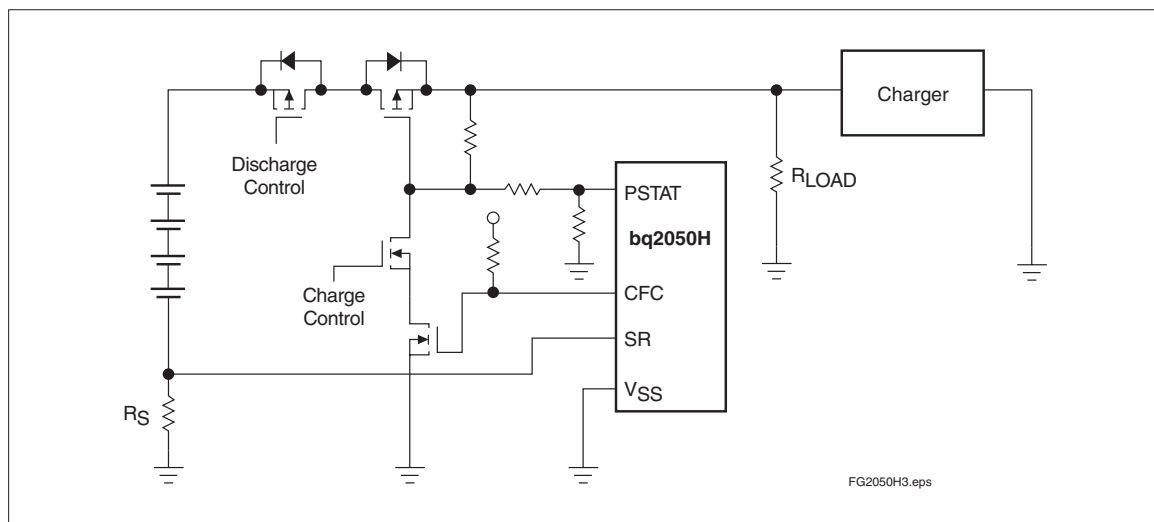 Charger
Discharge
Control
RLOAD
PSTAT
bq2050H
Charge
Control
CFC
SR
VSS
RS
FG2050H3.eps